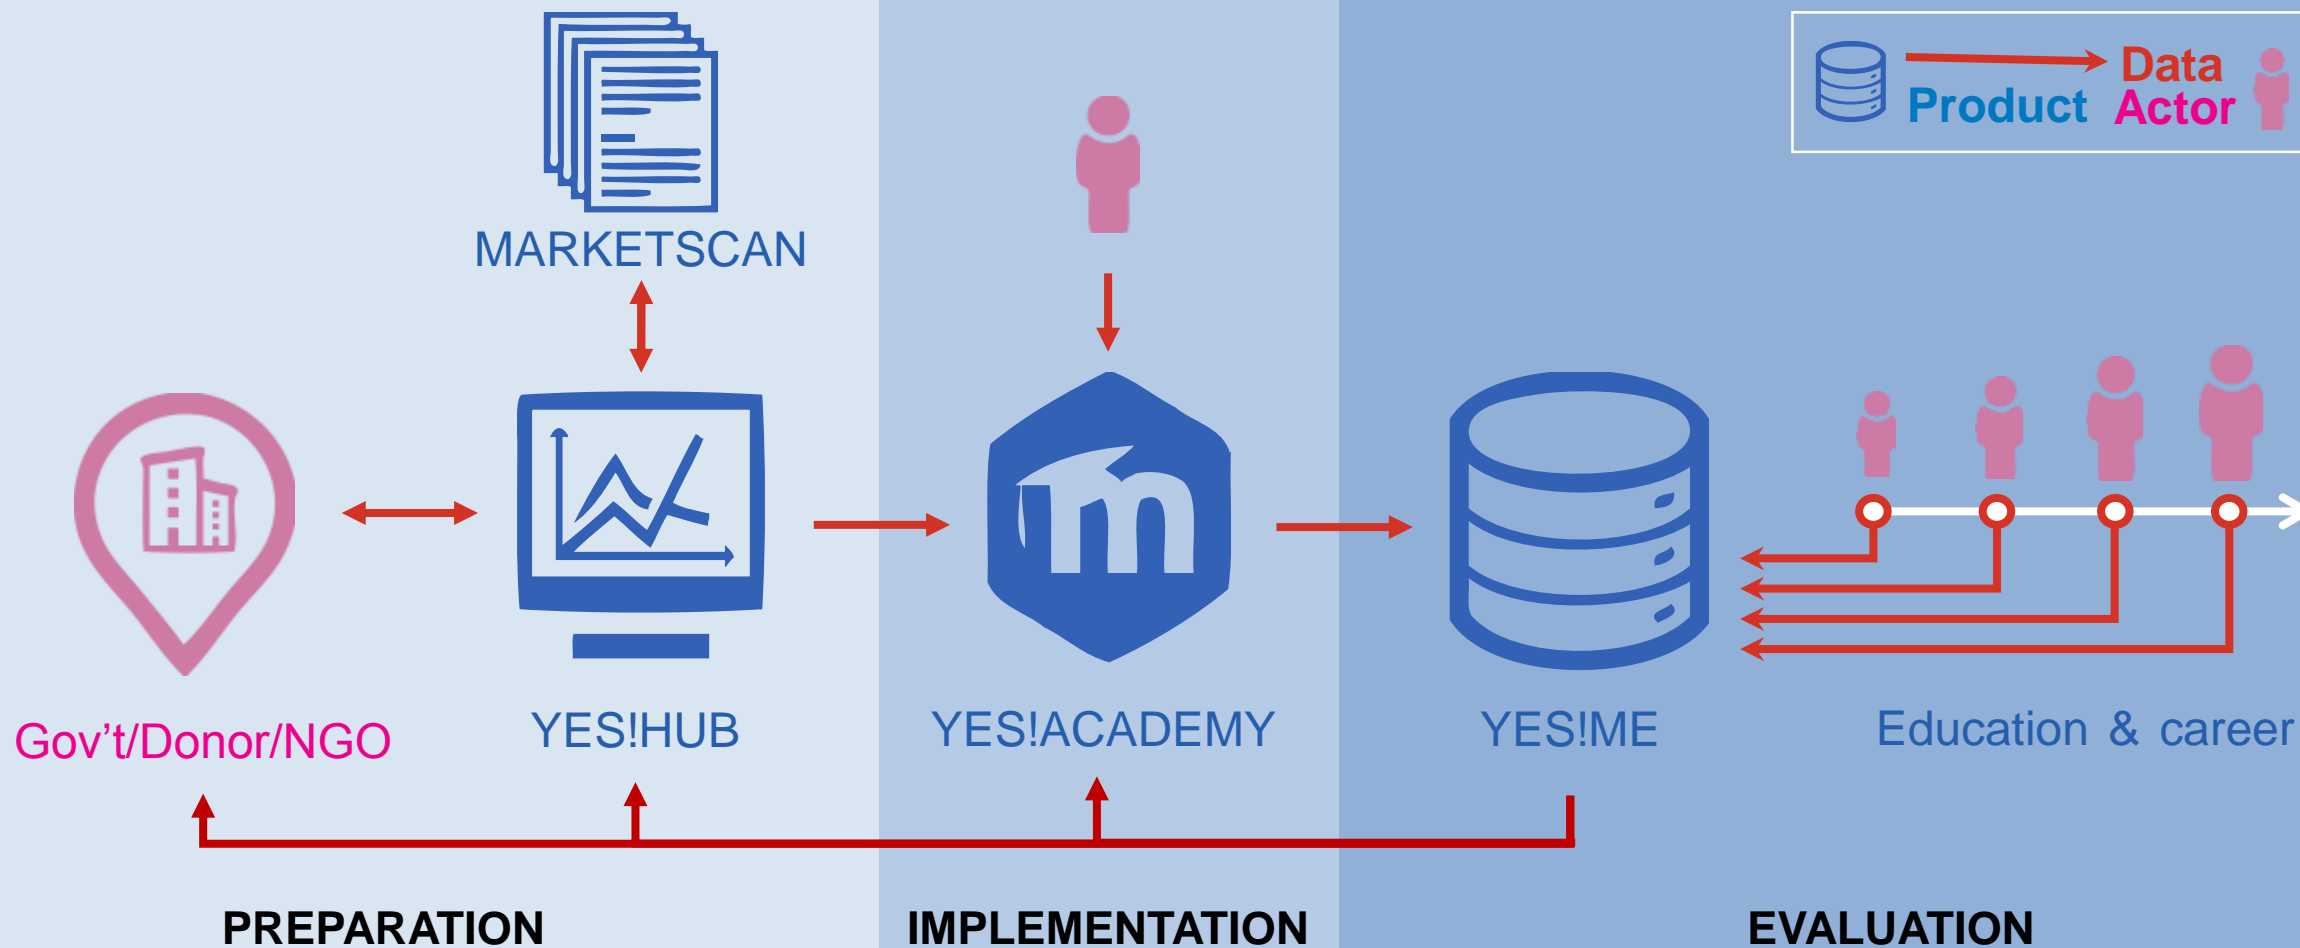 Data
Product Actor
MARKETSCAN
Gov’t/Donor/NGO
YES!HUB
YES!ACADEMY
YES!ME
Education & career
PREPARATION
IMPLEMENTATION
EVALUATION